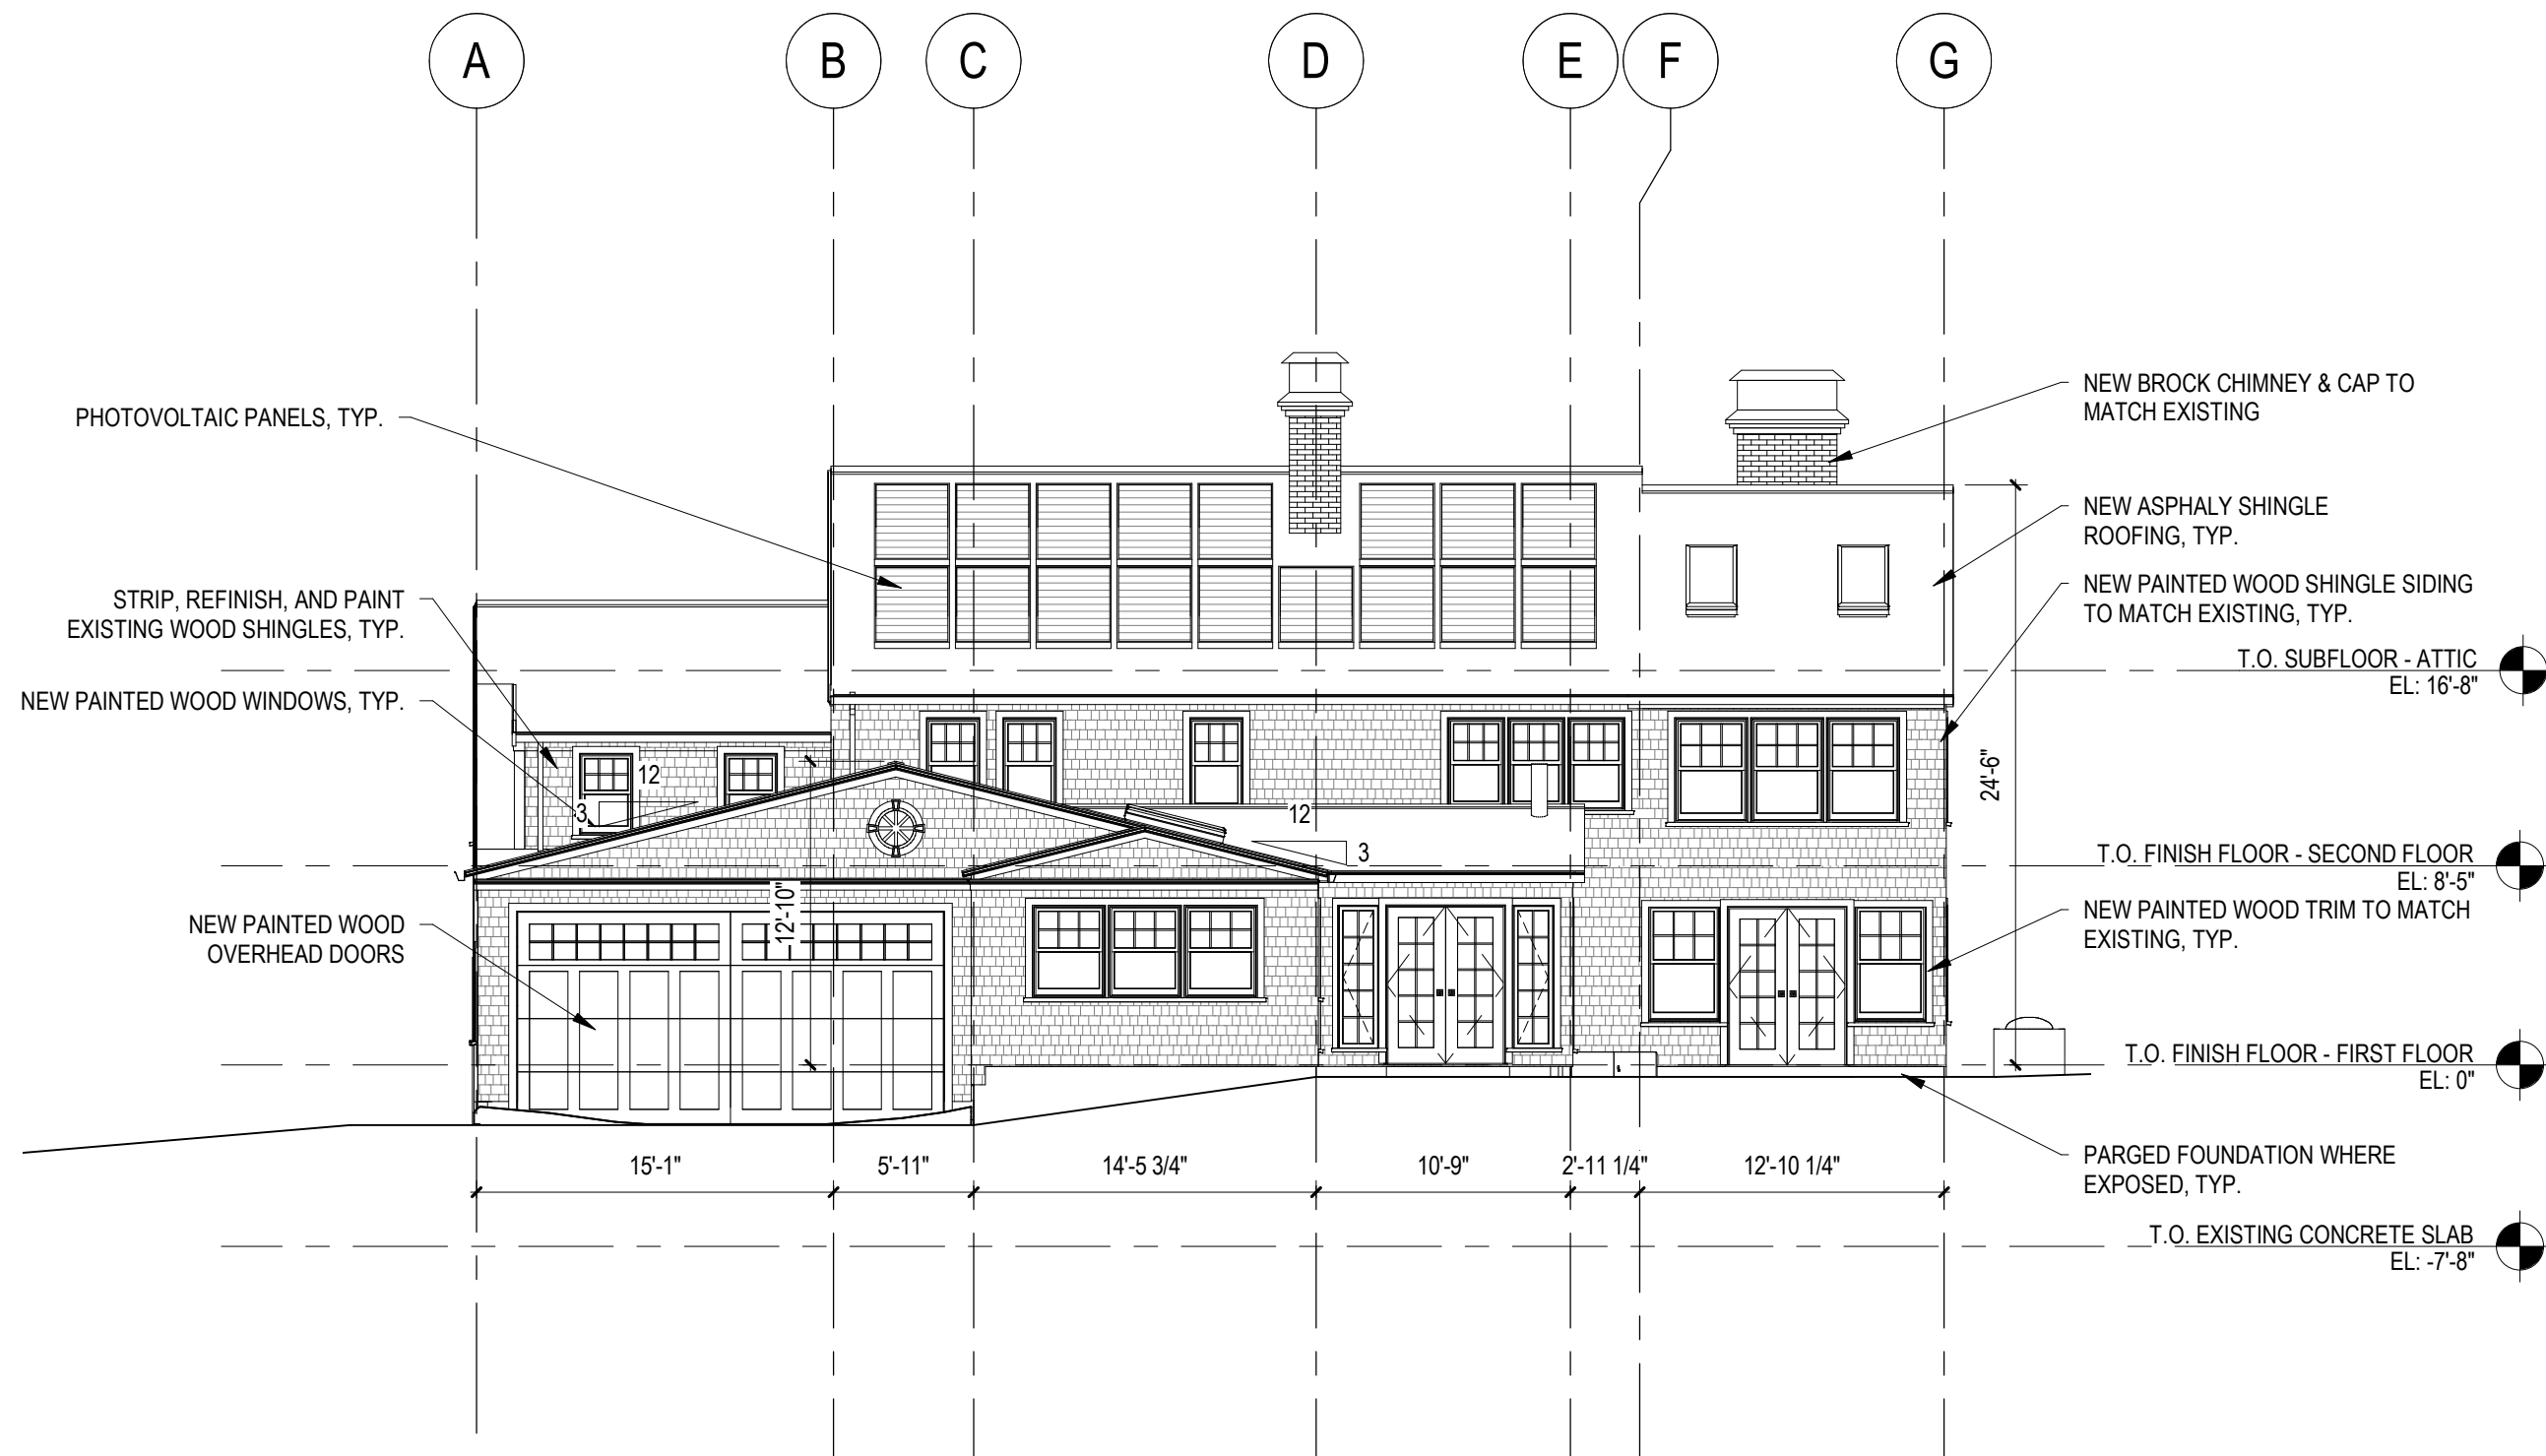 A
B
C
D
E
F
G
PHOTOVOLTAIC PANELS, TYP.
NEW BROCK CHIMNEY & CAP TO
MATCH EXISTING
NEW ASPHALY SHINGLE
ROOFING, TYP.
STRIP, REFINISH, AND PAINT
EXISTING WOOD SHINGLES, TYP.
NEW PAINTED WOOD SHINGLE SIDING
TO MATCH EXISTING, TYP.
T.O. SUBFLOOR - ATTIC
EL: 16'-8"
NEW PAINTED WOOD WINDOWS, TYP.
12
3
24'-6"
12
3
T.O. FINISH FLOOR - SECOND FLOOR
EL: 8'-5"
12'-10"
NEW PAINTED WOOD
OVERHEAD DOORS
NEW PAINTED WOOD TRIM TO MATCH
EXISTING, TYP.
T.O. FINISH FLOOR - FIRST FLOOR
EL: 0"
15'-1"
5'-11"
14'-5 3/4"
10'-9"
2'-11 1/4"
12'-10 1/4"
PARGED FOUNDATION WHERE
EXPOSED, TYP.
T.O. EXISTING CONCRETE SLAB
EL: -7'-8"